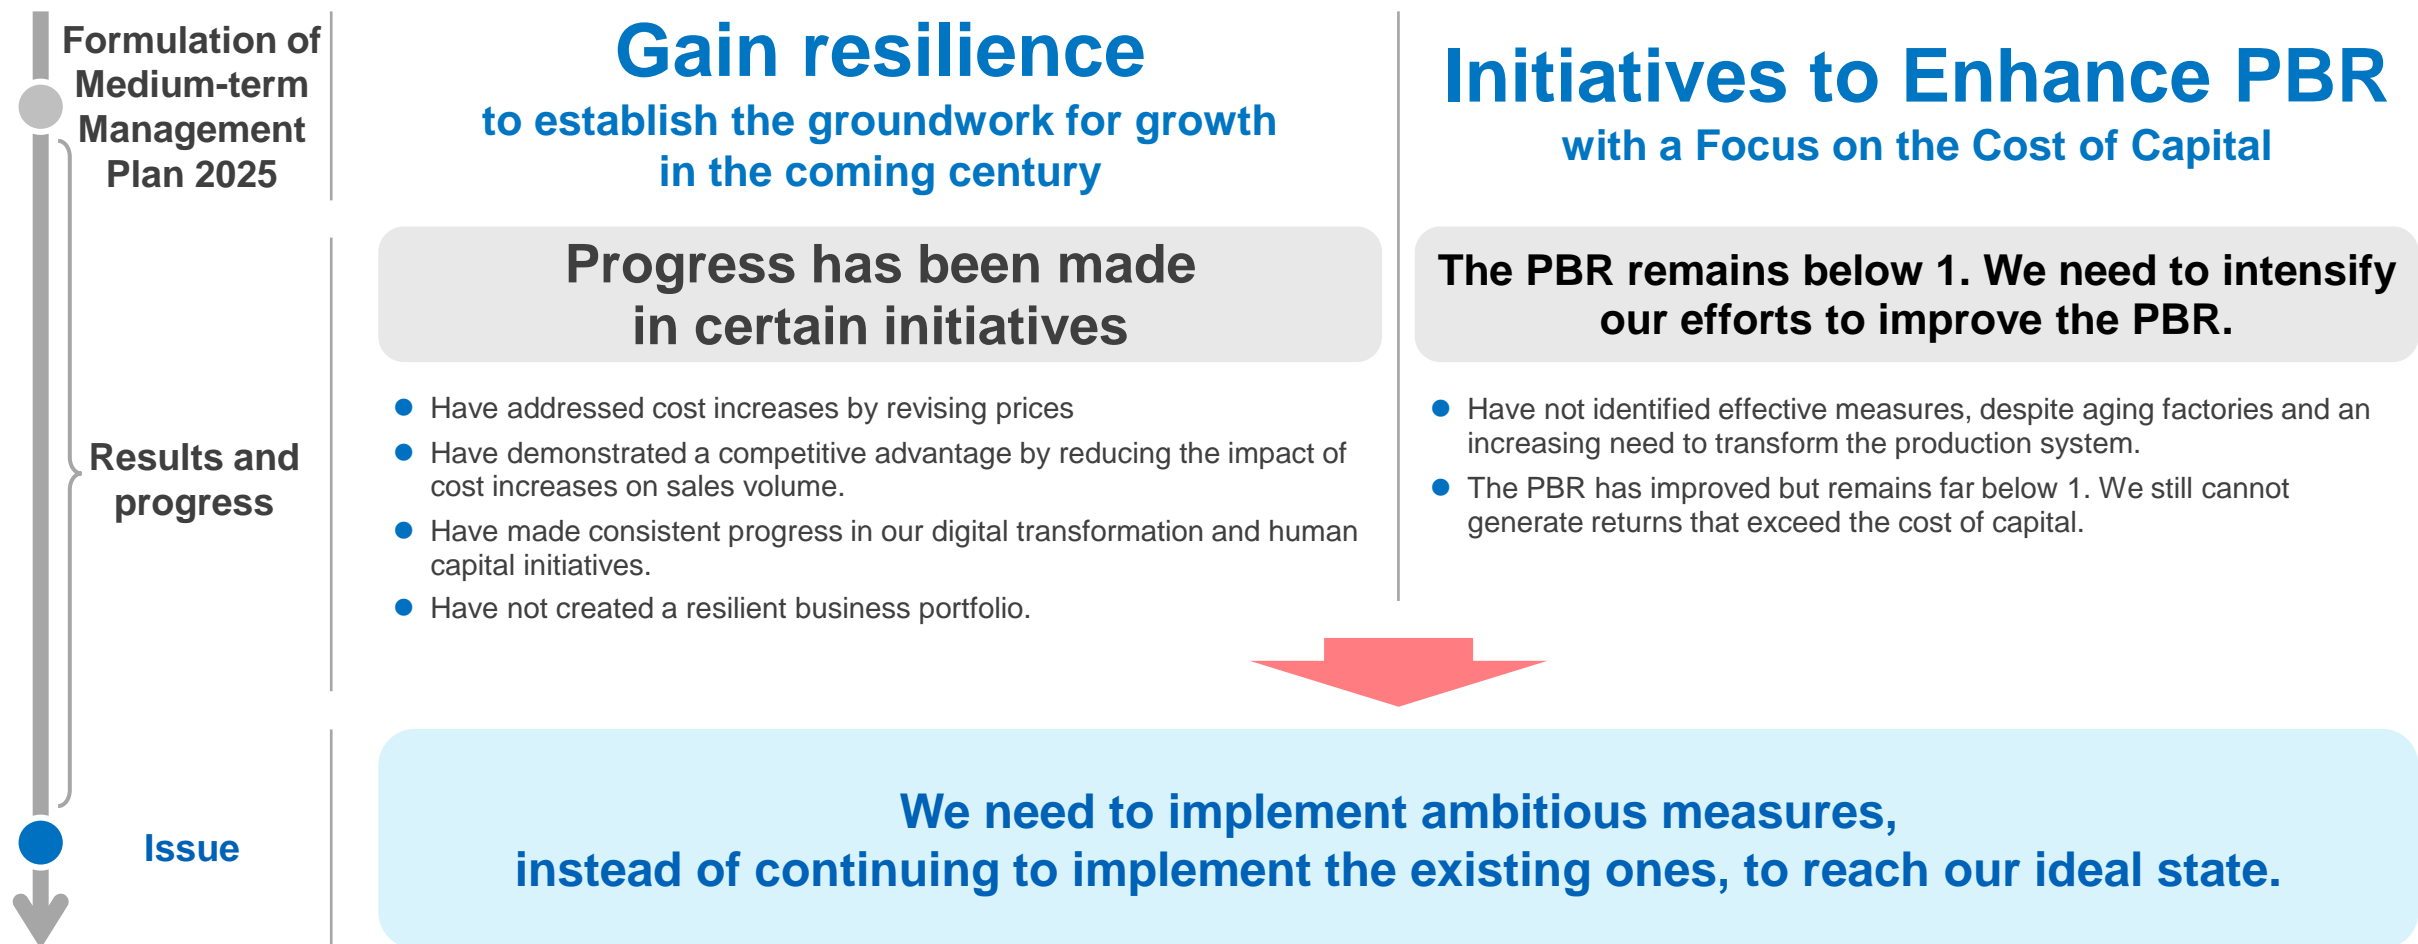 Formulation of
Medium-term
Management
Plan 2025
Gain resilience
to establish the groundwork for growth
in the coming century
Initiatives to Enhance PBR
with a Focus on the Cost of Capital
Results and
progress
Progress has been made
in certain initiatives
● Have addressed cost increases by revising prices
● Have demonstrated a competitive advantage by reducing the impact of
cost increases on sales volume.
● Have made consistent progress in our digital transformation and human
capital initiatives.
● Have not created a resilient business portfolio.
The PBR remains below 1. We need to intensify
our efforts to improve the PBR.
● Have not identified effective measures, despite aging factories and an
increasing need to transform the production system.
● The PBR has improved but remains far below 1. We still cannot
generate returns that exceed the cost of capital.
Issue
We need to implement ambitious measures,
instead of continuing to implement the existing ones, to reach our ideal state.